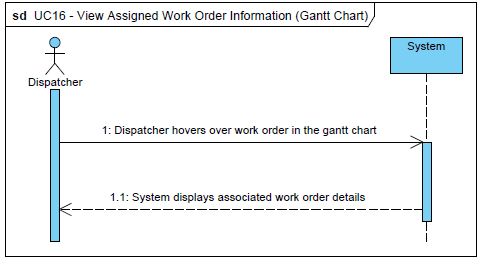 sd UC16 - View Assigned Work Order Information (Gantt Chart)
System
Dispatcher
1: Dispatcher hovers over work order in the gantt chart
1.1: System displays associated work order details